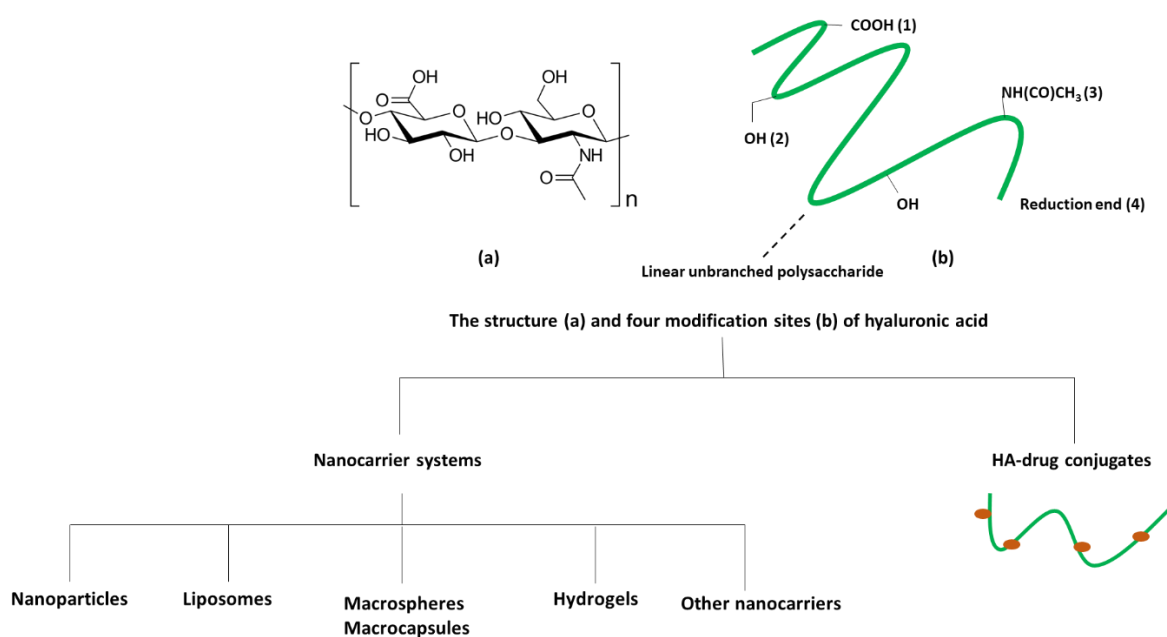 OH
O
O
O
HO
OH
O
OH
HO
O
O
NH
O
n
(a)
COOH (1)
OH (2)
NH(CO)CH₃ (3)
OH
Reduction end (4)
(b)
Linear unbranched polysaccharide
The structure (a) and four modification sites (b) of hyaluronic acid
Nanocarrier systems
HA-drug conjugates
Nanoparticles
Liposomes
Macrospheres
Macrocapsules
Hydrogels
Other nanocarriers